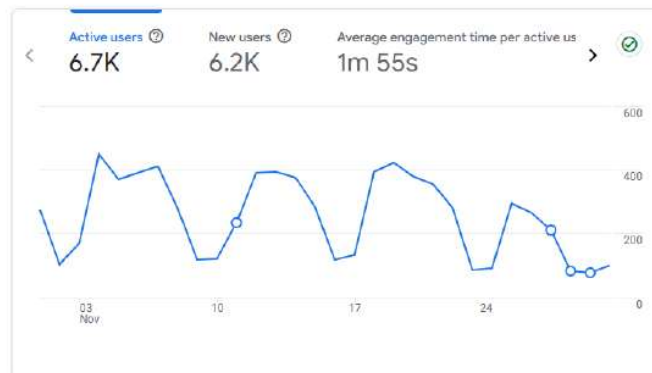 Active users
6.7K
New users
6.2K
Average engagement time per active us
1m 55s
600
400
200
0
03
Nov
10
17
24